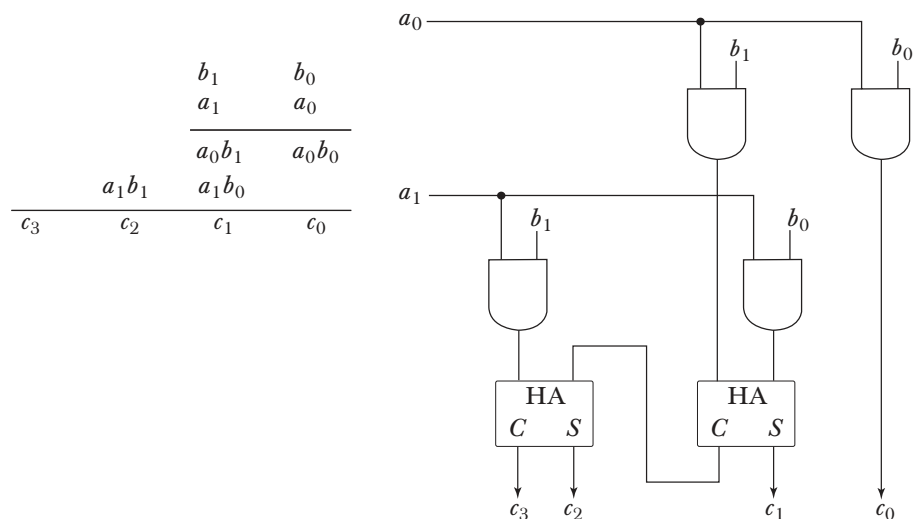 b₁ b₀
a₁ a₀
a₀b₁ a₀b₀
a₁b₁ a₁b₀
c₃ c₂ c₁ c₀
a₀
b₁ b₀
a₁
b₁ b₀
HA HA
C S C S
c₃ c₂ c₁ c₀